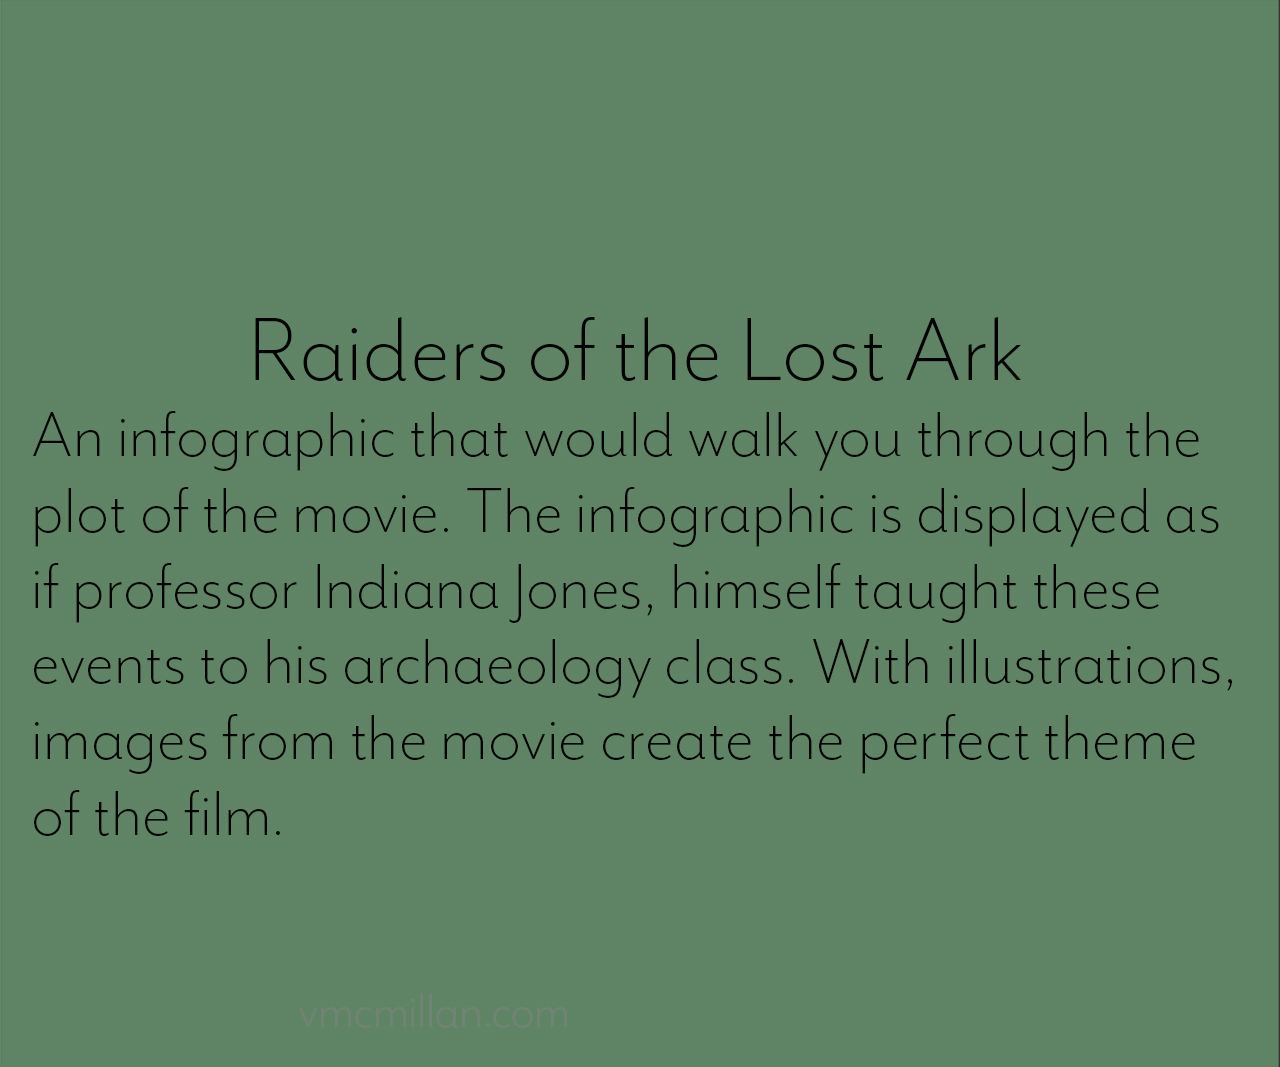 Raiders of the Lost Ark
An infographic that would walk you through the
plot of the movie. The infographic is displayed as
if professor Indiana Jones, himself taught these
events to his archaeology class. With illustrations,
images from the movie create the perfect theme
of the film.
vmcmillan.com